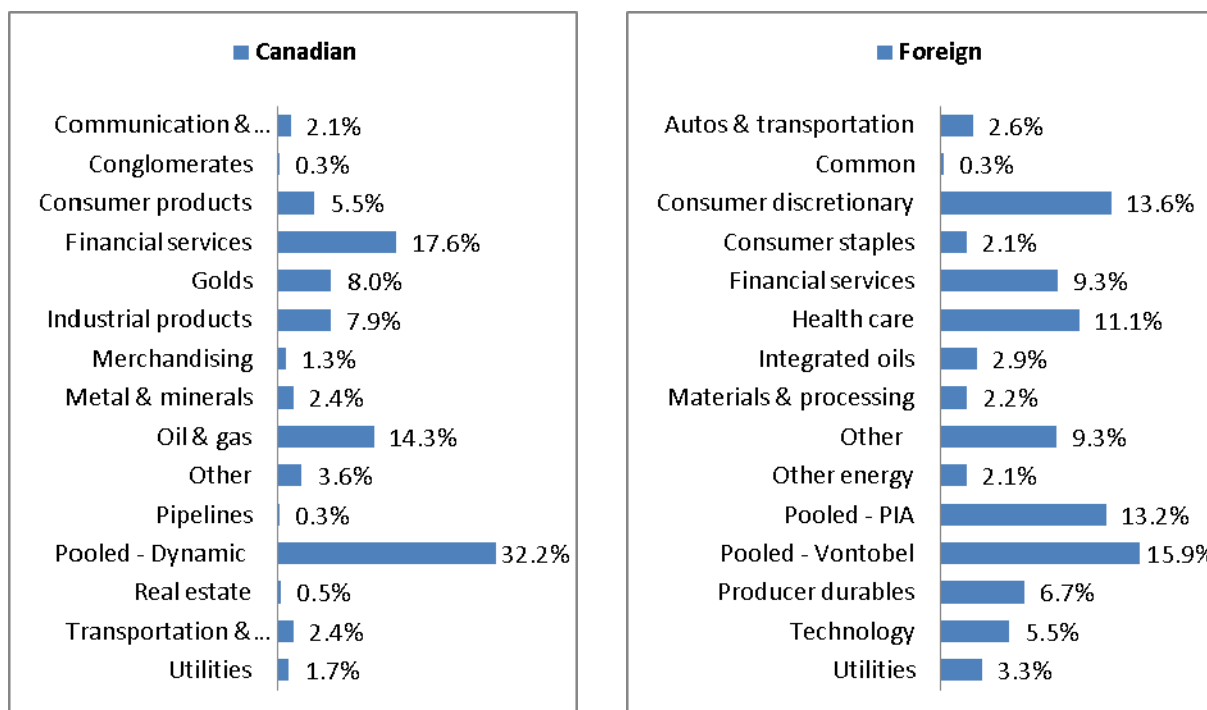 Canadian
Communication &... 2.1%
Conglomerates 0.3%
Consumer products 5.5%
Financial services 17.6%
Golds 8.0%
Industrial products 7.9%
Merchandising 1.3%
Metal & minerals 2.4%
Oil & gas 14.3%
Other 3.6%
Pipelines 0.3%
Pooled - Dynamic 32.2%
Real estate 0.5%
Transportation &... 2.4%
Utilities 1.7%
Foreign
Autos & transportation 2.6%
Common 0.3%
Consumer discretionary 13.6%
Consumer staples 2.1%
Financial services 9.3%
Health care 11.1%
Integrated oils 2.9%
Materials & processing 2.2%
Other 9.3%
Other energy 2.1%
Pooled - PIA 13.2%
Pooled - Vontobel 15.9%
Producer durables 6.7%
Technology 5.5%
Utilities 3.3%